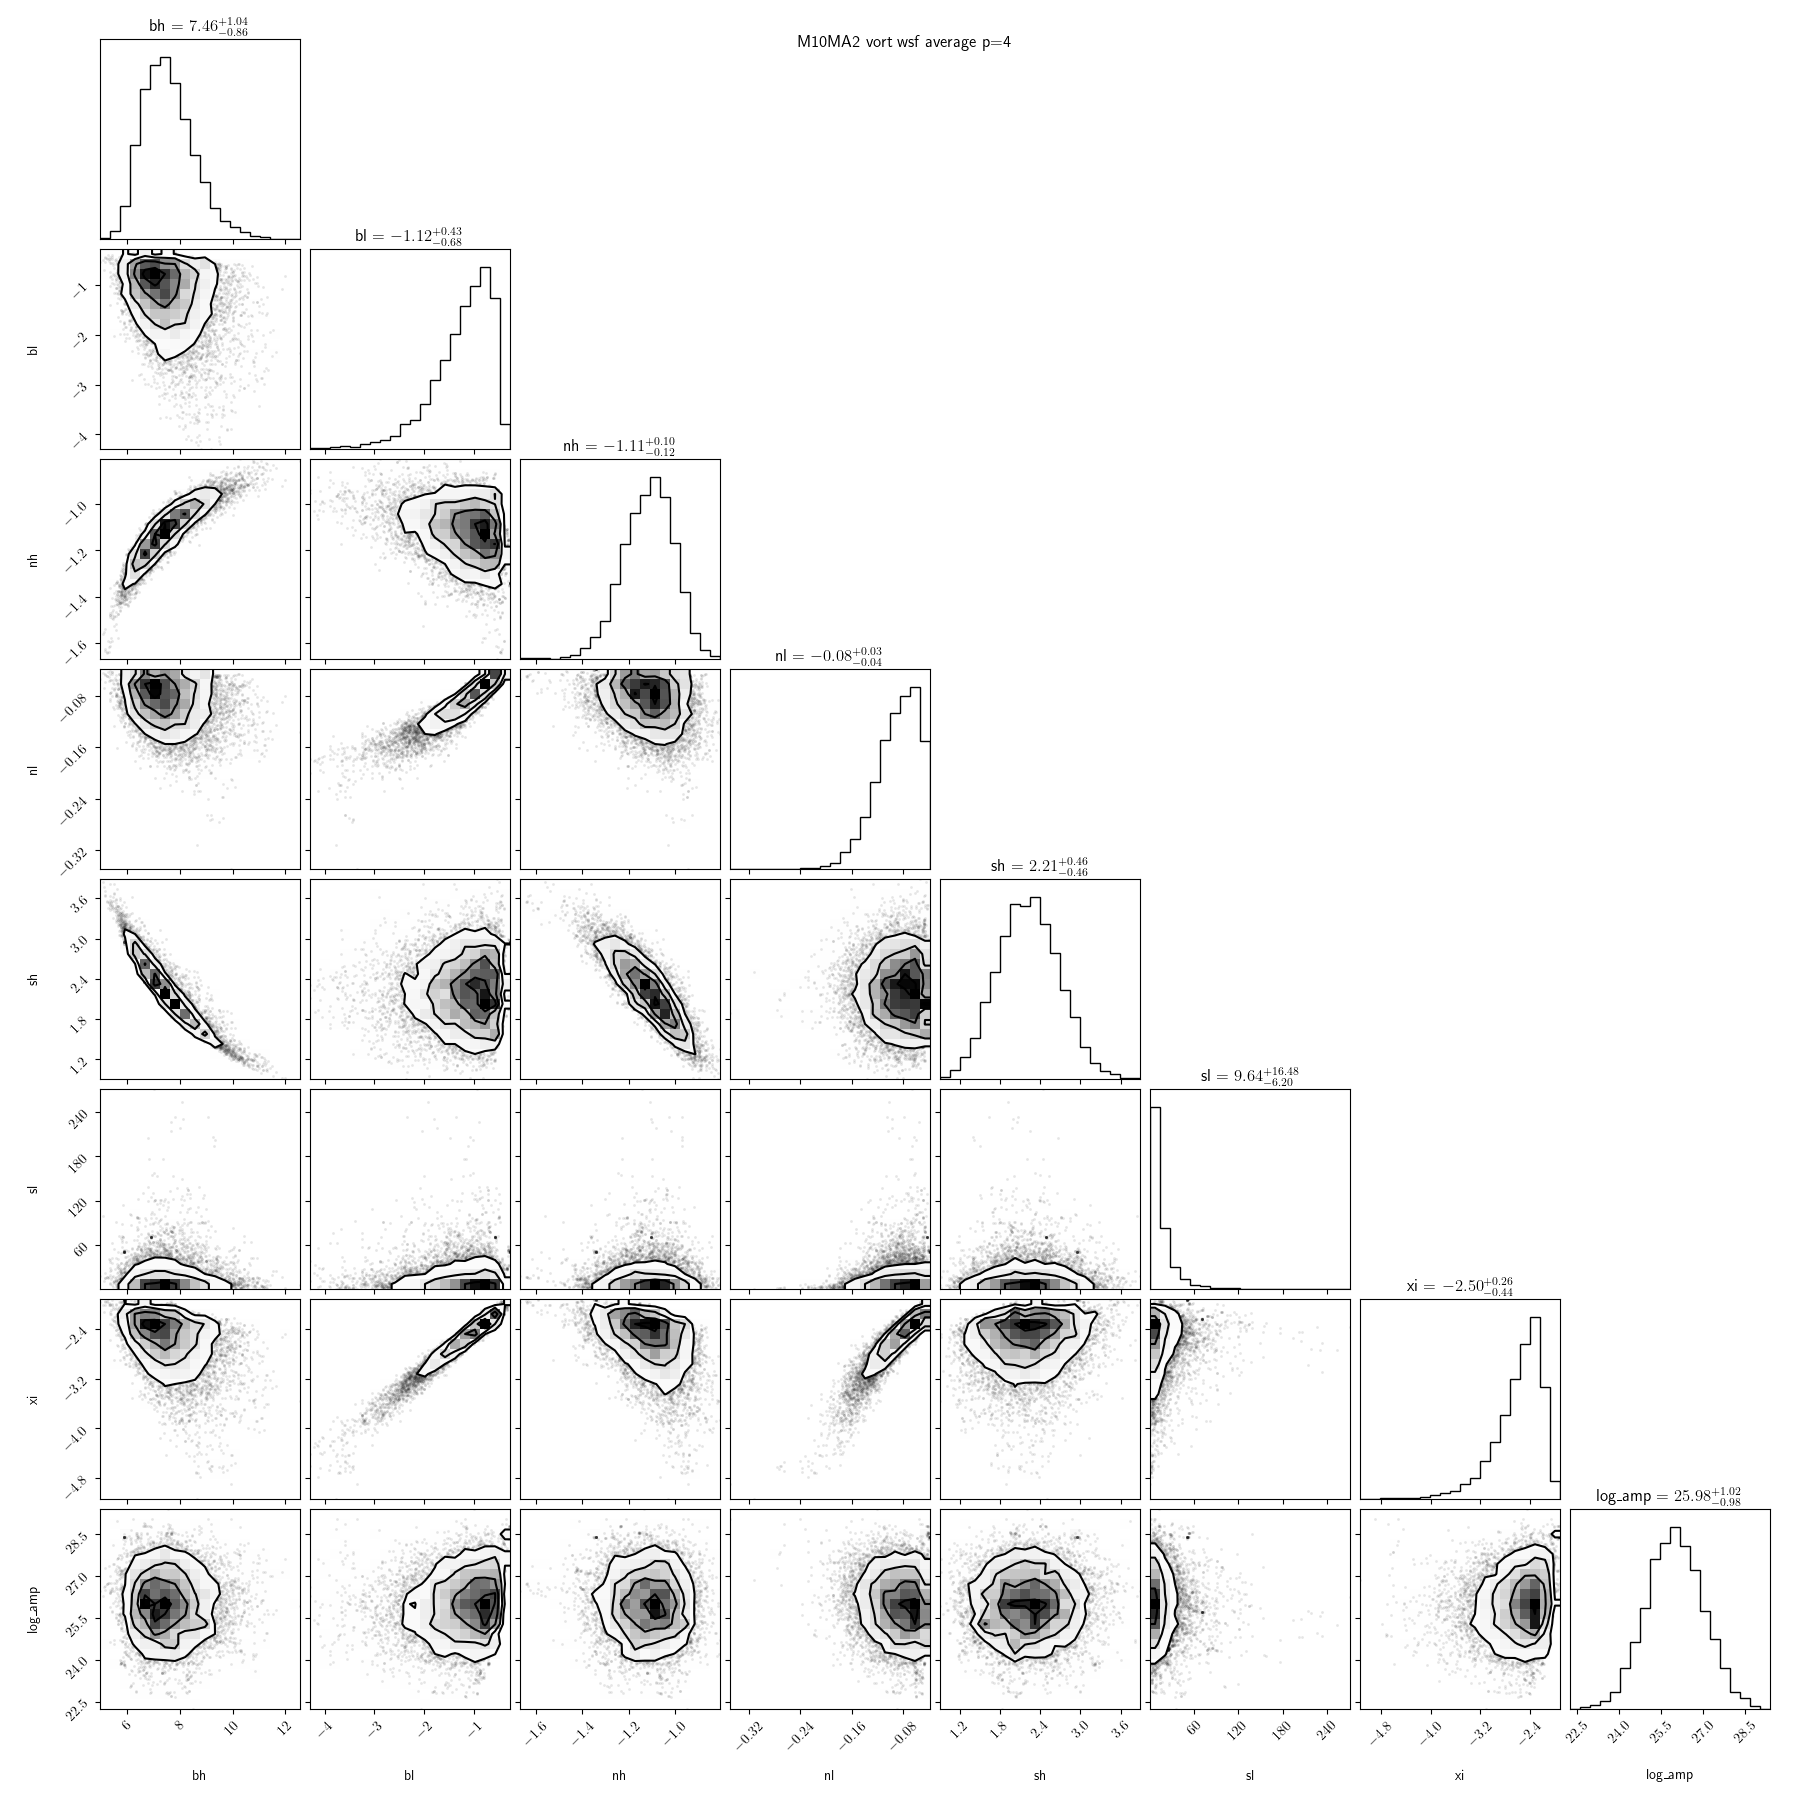 M10MA2 vort wsf average p=4
bh = 7.46^{+1.04}_{-0.86}
bl = −1.12^{+0.43}_{-0.68}
−1
−2
−3
−4
bl
nh = −1.11^{+0.10}_{-0.12}
−1.0
−1.2
−1.4
−1.6
nh
nl = −0.08^{+0.03}_{-0.04}
−0.08
−0.16
−0.24
−0.32
nl
sh = 2.21^{+0.46}_{-0.46}
3.6
3.0
2.4
1.8
1.2
sh
sl = 9.64^{+16.48}_{-6.20}
240
180
120
60
sl
xi = −2.50^{+0.26}_{-0.44}
−2.4
−3.2
−4.0
−4.8
xi
log_amp = 25.98^{+1.02}_{-0.98}
28.5
27.0
25.5
24.0
22.5
log_amp
6 8 10 12 −4 −3 −2 −1 −1.6 −1.4 −1.2 −1.0 −0.32 −0.24 −0.16 −0.08 1.2 1.8 2.4 3.0 3.6 60 120 180 240 −4.8 −4.0 −3.2 −2.4 22.5 24.0 25.5 27.0 28.5
bh bl nh nl sh sl xi log_amp